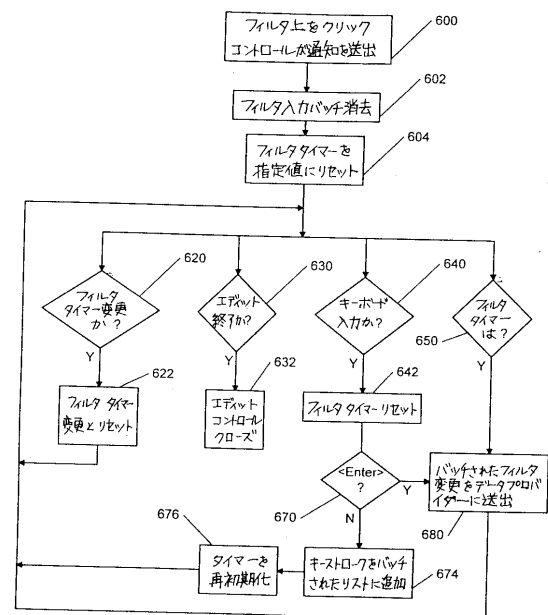 フィルタ上をクリック
コントロールが通知を送出
600
602
フィルタ入力バッチ消去
604
フィルタタイマーを
指定値にリセット
620
フィルタ
タイマー変更
か?
Y
630
エディット
終了か?
Y
640
キーボード
入力か?
Y
フィルタ
タイマー
は?
650
Y
622
フィルタ タイマ
変更とリセット
632
エディット
コントロール
クローズ
642
フィルタタイマーリセット
<Enter>
?
670
Y
N
バッチされたフィルタ
変更をデータプロバ
イダーに送出
680
676
タイマーを
再初期化
キーストロークをバッチ
されたリストに追加
674